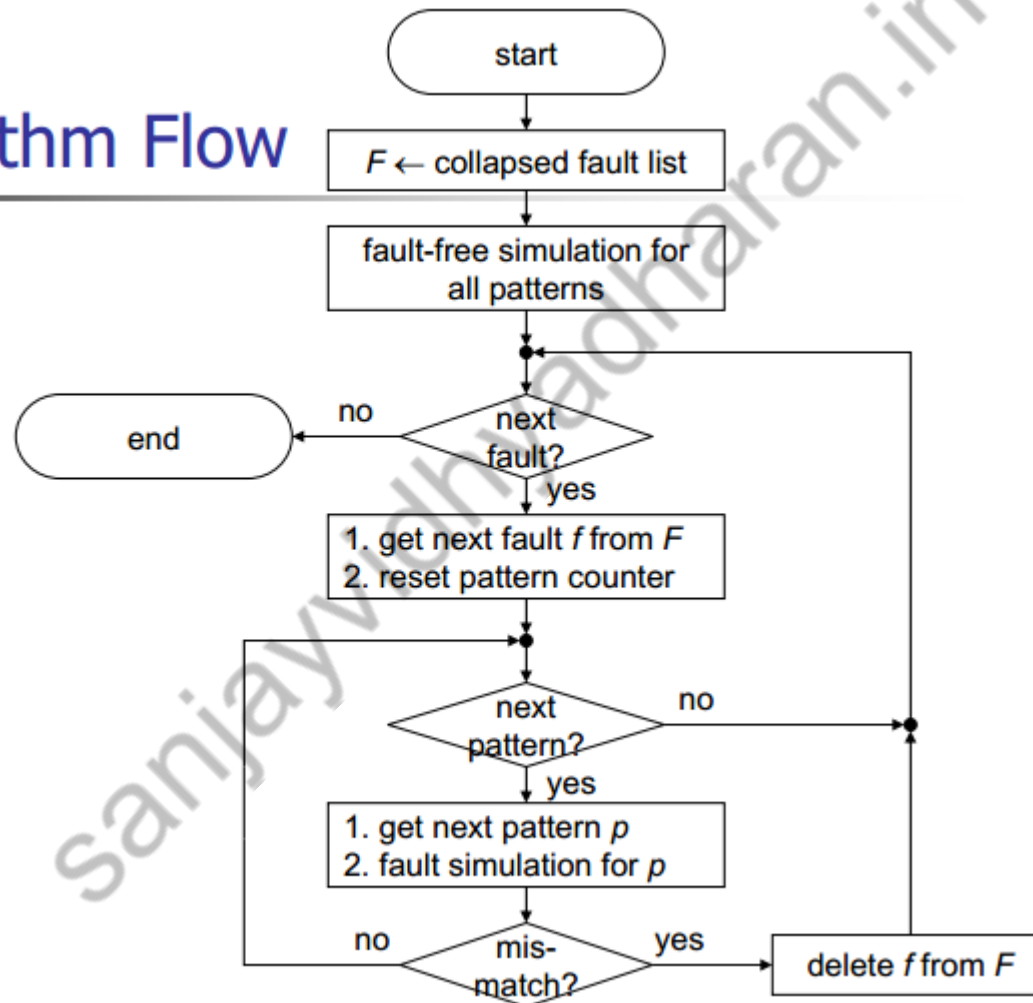 start
thm Flow
F ← collapsed fault list
fault-free simulation for
all patterns
no
next
fault?
end
yes
1. get next fault f from F
2. reset pattern counter
next
pattern?
no
yes
1. get next pattern p
2. fault simulation for p
no
mis-
match?
yes
delete f from F
sanjayvidhyadharan.in